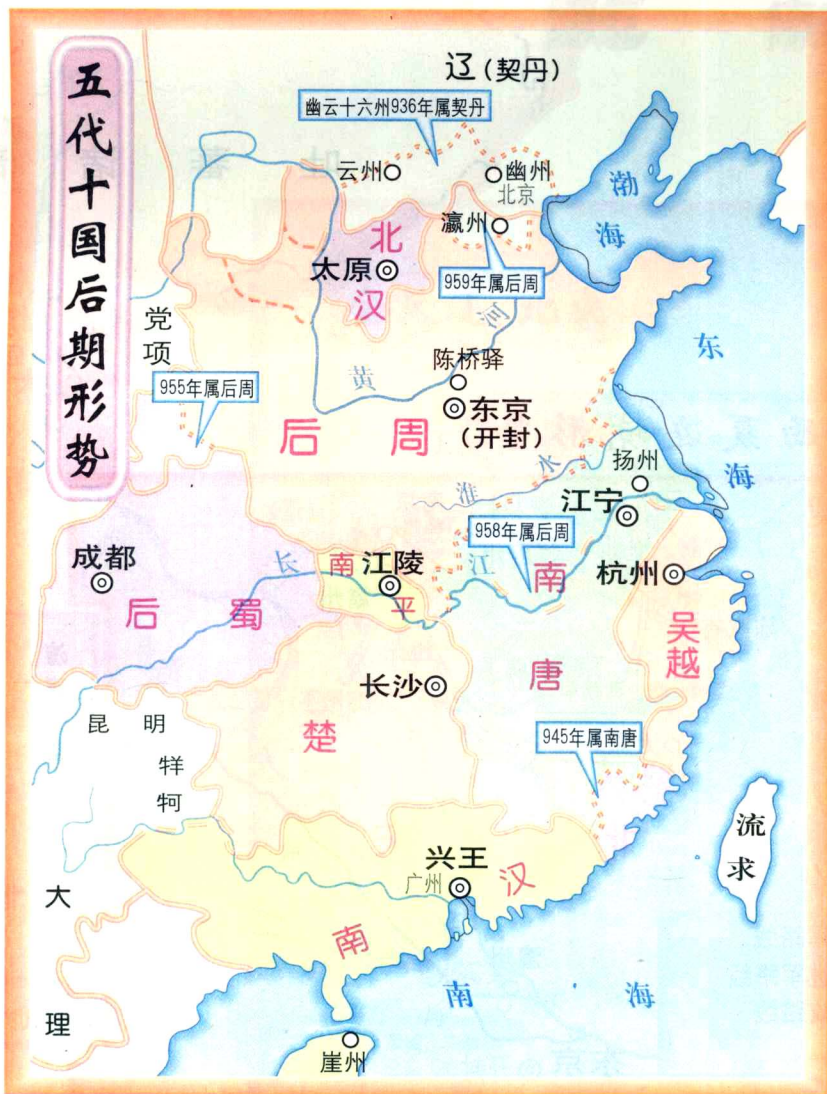 五代十国后期形势
辽(契丹)
幽云十六州936年属契丹
云州
幽州
北京
渤海
瀛州
北汉
太原
959年属后周
党项
黄河
陈桥驿
东京
(开封)
东海
955年属后周
后周
淮水
扬州
江宁
958年属后周
成都
后蜀
长江
南平
江陵
南唐
杭州
吴越
长沙
楚
945年属南唐
昆明
牂牁
流求
兴王
广州
南汉
大理
南海
崖州